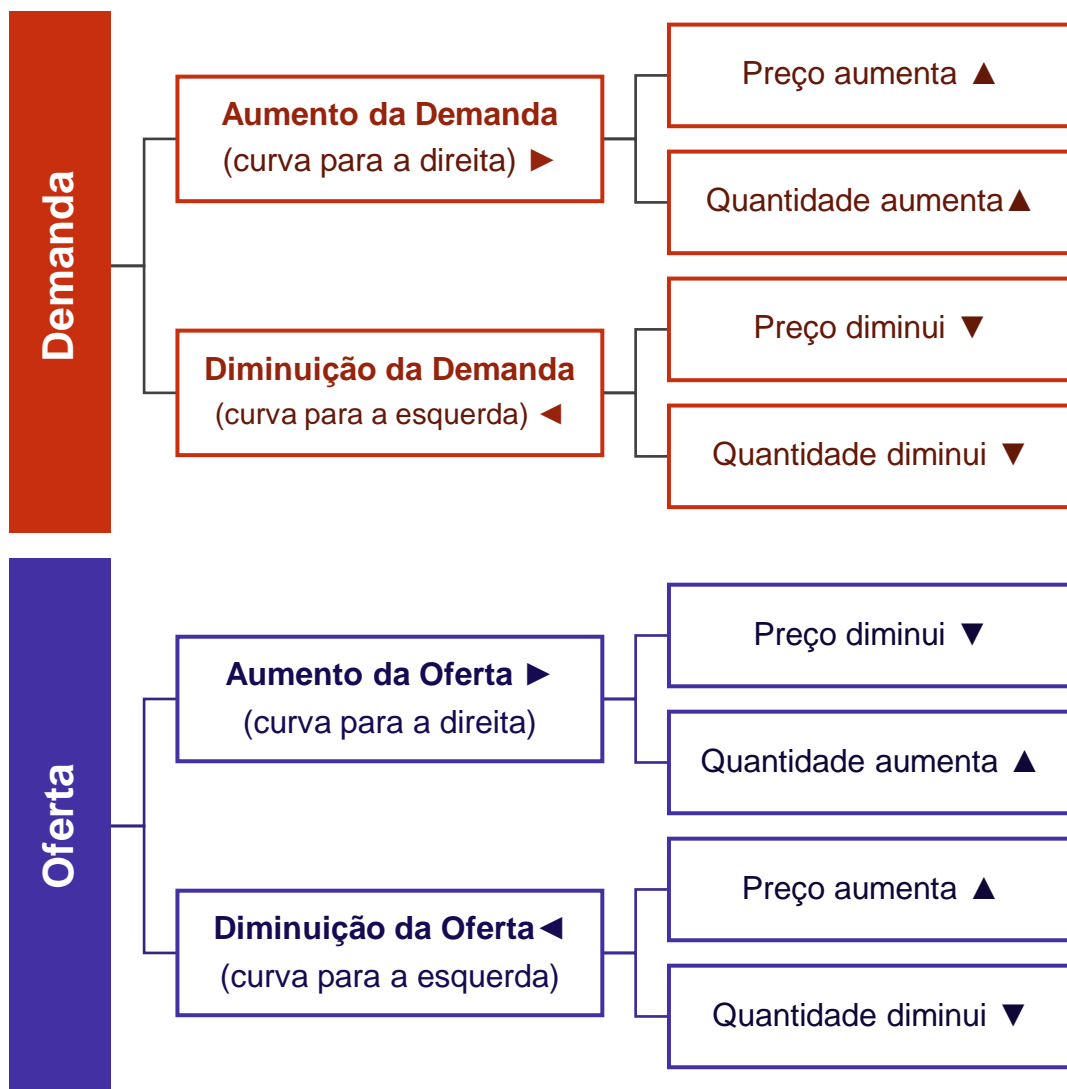 Demanda
Aumento da Demanda
(curva para a direita) ►
Preço aumenta ▲
Quantidade aumenta▲
Diminuição da Demanda
(curva para a esquerda) ◄
Preço diminui ▼
Quantidade diminui ▼
Oferta
Aumento da Oferta ►
(curva para a direita)
Preço diminui ▼
Quantidade aumenta ▲
Diminuição da Oferta◄
(curva para a esquerda)
Preço aumenta ▲
Quantidade diminui ▼